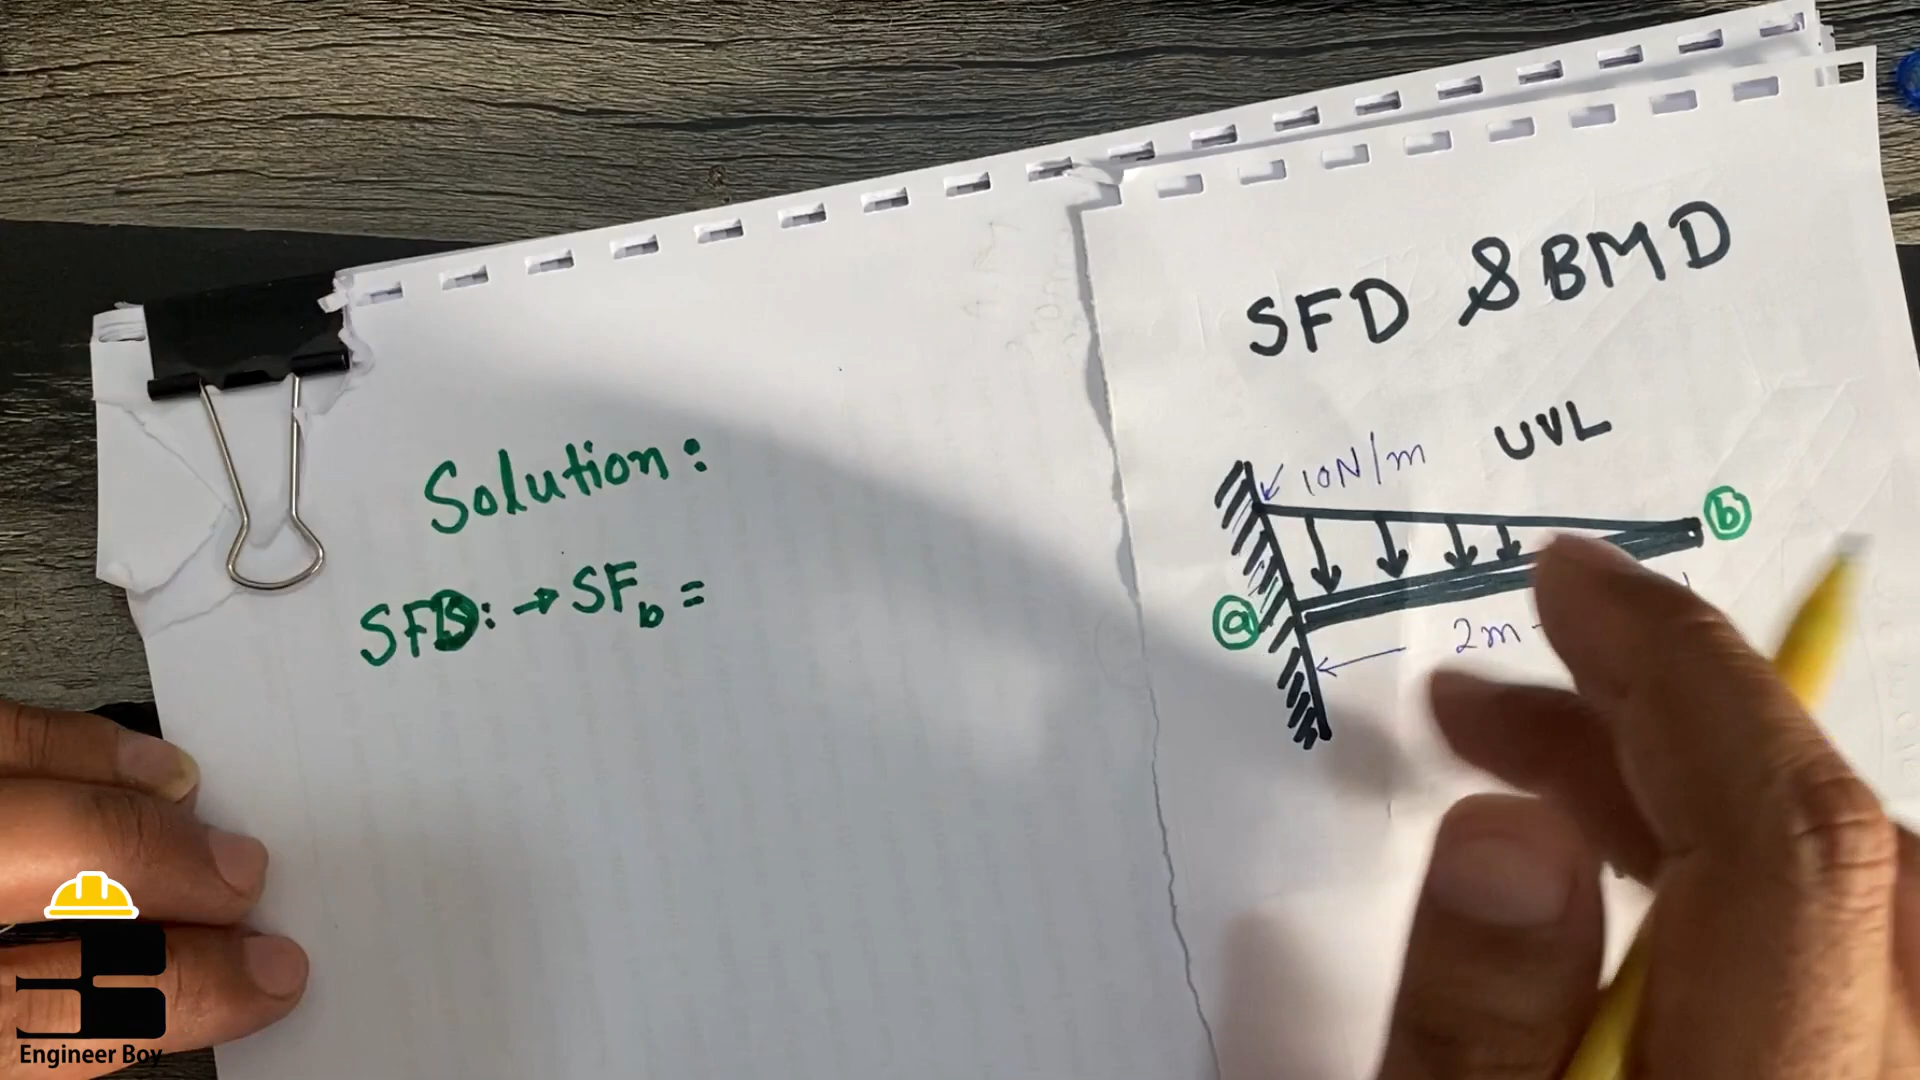 SFD & BMD
UVL
10N/m
b
a
2m
Solution:
SFD: → SFb =
Engineer Boy